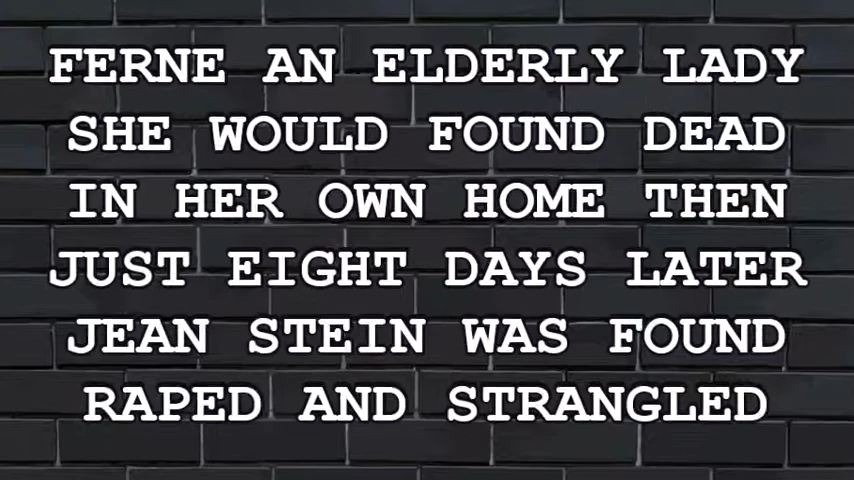 FERNE AN ELDERLY LADY
SHE WOULD FOUND DEAD
IN HER OWN HOME THEN
JUST EIGHT DAYS LATER
JEAN STEIN WAS FOUND
RAPED AND STRANGLED